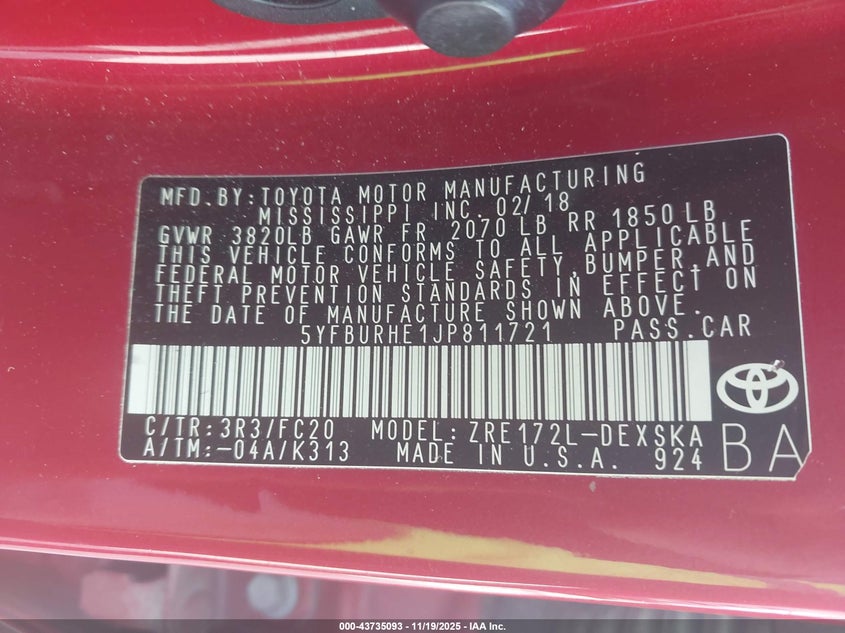 MFD.BY:TOYOTA MOTOR MANUFACTURING
MISSISSIPPI INC. 02/18
GVWR 3820LB GAWR FR 2070 LB RR 1850 LB
THIS VEHICLE CONFORMS TO ALL APPLICABLE
FEDERAL MOTOR VEHICLE SAFETY,BUMPER,AND
THEFT PREVENTION STANDARDS IN EFFECT ON
THE DATE OF MANUFACTURE SHOWN ABOVE.
5YFBURHE1JP811721 PASS.CAR
C/TR:3R3/FC20 MODEL:ZRE172L-DEXSKA
A/TM:-04A/K313 MADE IN U.S.A. 924
BA
000-43735093 - 11/19/2025 - IAA Inc.